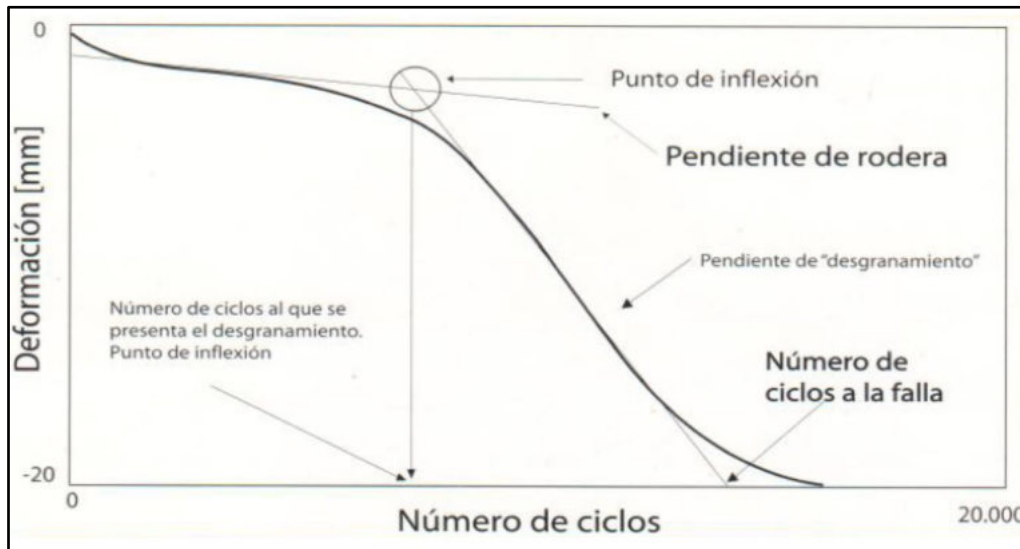 0
Punto de inflexión
Pendiente de rodera
Deformación [mm]
Pendiente de "desgranamiento"
Número de ciclos al que se
presenta el desgranamiento.
Punto de inflexión
Número de
ciclos a la falla
-20
0
Número de ciclos
20.000